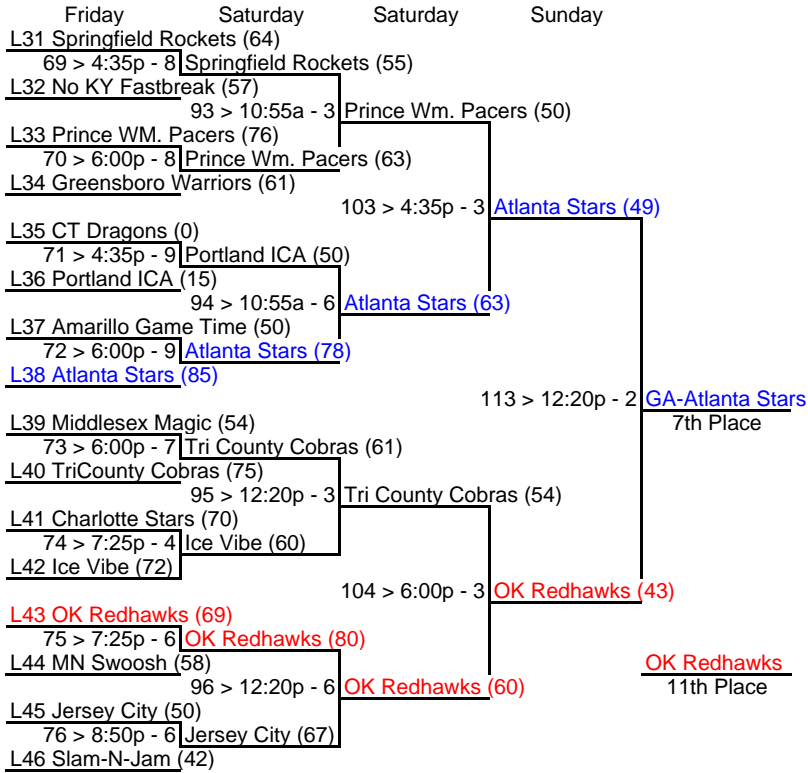 Friday Saturday Saturday Sunday
L31 Springfield Rockets (64)
69 > 4:35p - 8 Springfield Rockets (55)
L32 No KY Fastbreak (57)
93 > 10:55a - 3 Prince Wm. Pacers (50)
L33 Prince WM. Pacers (76)
70 > 6:00p - 8 Prince Wm. Pacers (63)
L34 Greensboro Warriors (61)
103 > 4:35p - 3 Atlanta Stars (49)
L35 CT Dragons (0)
71 > 4:35p - 9 Portland ICA (50)
L36 Portland ICA (15)
94 > 10:55a - 6 Atlanta Stars (63)
L37 Amarillo Game Time (50)
72 > 6:00p - 9 Atlanta Stars (78)
L38 Atlanta Stars (85)
113 > 12:20p - 2 GA-Atlanta Stars
L39 Middlesex Magic (54)
7th Place
73 > 6:00p - 7 Tri County Cobras (61)
L40 TriCounty Cobras (75)
95 > 12:20p - 3 Tri County Cobras (54)
L41 Charlotte Stars (70)
74 > 7:25p - 4 Ice Vibe (60)
L42 Ice Vibe (72)
104 > 6:00p - 3 OK Redhawks (43)
L43 OK Redhawks (69)
75 > 7:25p - 6 OK Redhawks (80)
L44 MN Swoosh (58)
OK Redhawks
96 > 12:20p - 6 OK Redhawks (60)
11th Place
L45 Jersey City (50)
76 > 8:50p - 6 Jersey City (67)
L46 Slam-N-Jam (42)